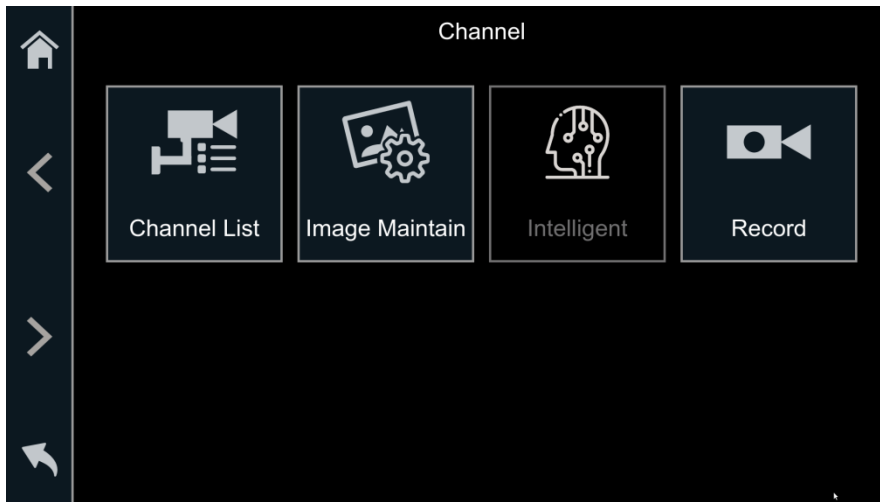 Channel
Channel List
Image Maintain
Intelligent
Record